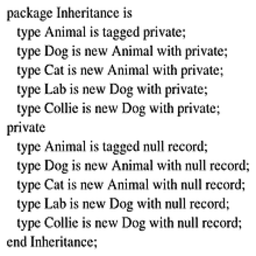 package Inheritance is
type Animal is tagged private;
type Dog is new Animal with private;
type Cat is new Animal with private;
type Lab is new Dog with private;
type Collie is new Dog with private;
private
type Animal is tagged null record;
type Dog is new Animal with null record;
type Cat is new Animal with null record;
type Lab is new Dog with null record;
type Collie is new Dog with null record;
end Inheritance;